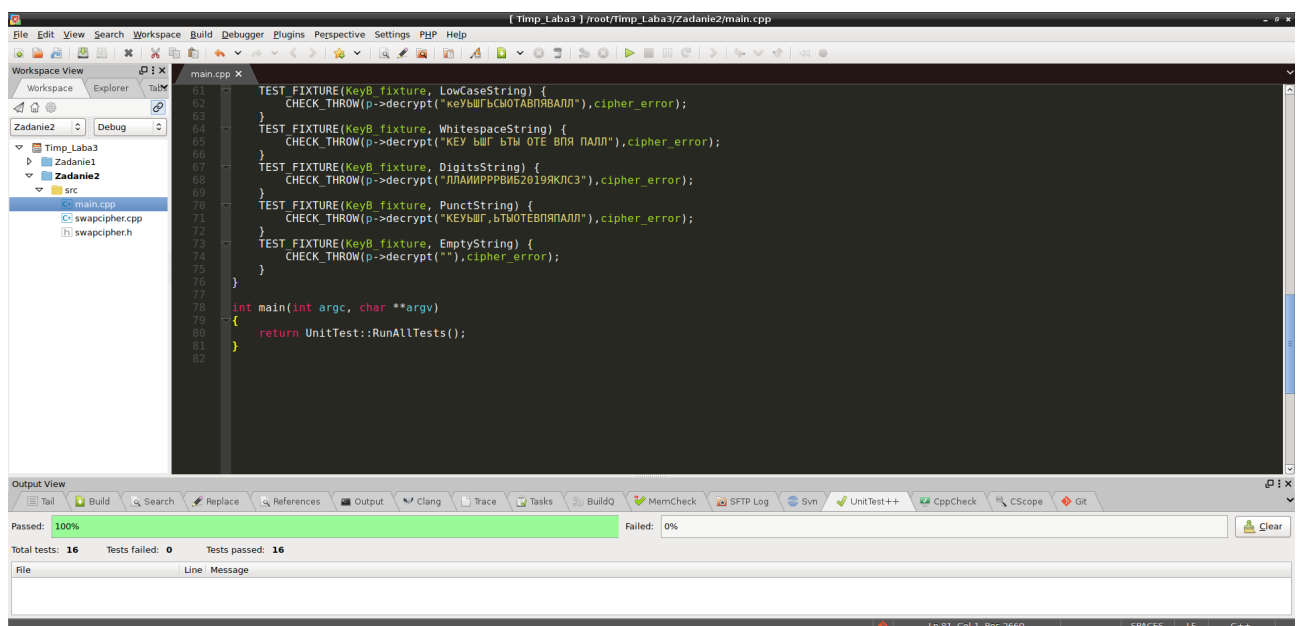 [ Timp_Laba3 ] /root/Timp_Laba3/Zadanie2/main.cpp
File Edit View Search Workspace Build Debugger Plugins Perspective Settings PHP Help
Workspace View
main.cpp
Workspace Explorer
Zadanie2 Debug
Timp_Laba3
Zadanie1
Zadanie2
src
main.cpp
swapcipher.cpp
swapcipher.h
61 TEST_FIXTURE(KeyB_fixture, LowCaseString) {
62 CHECK_THROW(p->decrypt("кеУЬШГЬСЫОТАВПЯВАЛЛ"),cipher_error);
63 }
64 TEST_FIXTURE(KeyB_fixture, WhitespaceString) {
65 CHECK_THROW(p->decrypt("КЕУ ЬШГ ЬТЫ ОТЕ ВПЯ ПАЛЛ"),cipher_error);
66 }
67 TEST_FIXTURE(KeyB_fixture, DigitsString) {
68 CHECK_THROW(p->decrypt("ЛЛАИИРРРВИБ2019ЯКЛСЗ"),cipher_error);
69 }
70 TEST_FIXTURE(KeyB_fixture, PunctString) {
71 CHECK_THROW(p->decrypt("КЕУЬШГ,ЬТЫОТЕВПЯПАЛЛ"),cipher_error);
72 }
73 TEST_FIXTURE(KeyB_fixture, EmptyString) {
74 CHECK_THROW(p->decrypt(""),cipher_error);
75 }
76 }
77
78 int main(int argc, char **argv)
79 {
80 return UnitTest::RunAllTests();
81 }
82
Output View
Tail Build Search Replace References Output Clang Trace Tasks BuildQ MemCheck SFTP Log Svn UnitTest++ CppCheck CScope Git
Passed: 100% Failed: 0% Clear
Total tests: 16 Tests failed: 0 Tests passed: 16
File Line Message